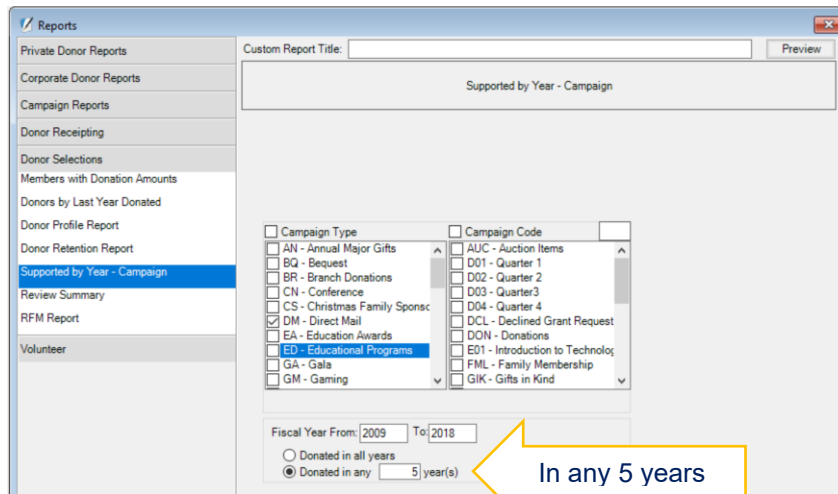 Reports
Private Donor Reports
Corporate Donor Reports
Campaign Reports
Donor Receipting
Donor Selections
Members with Donation Amounts
Donors by Last Year Donated
Donor Profile Report
Donor Retention Report
Supported by Year - Campaign
Review Summary
RFM Report
Volunteer
Custom Report Title:
Preview
Supported by Year - Campaign
Campaign Type
AN - Annual Major Gifts
BQ - Bequest
BR - Branch Donations
CN - Conference
CS - Christmas Family Sponsc
DM - Direct Mail
EA - Education Awards
ED - Educational Programs
GA - Gala
GM - Gaming
Campaign Code
AUC - Auction Items
D01 - Quarter 1
D02 - Quarter 2
D03 - Quarter3
D04 - Quarter 4
DCL - Declined Grant Request
DON - Donations
E01 - Introduction to Technolog
FML - Family Membership
GIK - Gifts in Kind
Fiscal Year From: 2009 To: 2018
Donated in all years
Donated in any 5 year(s)
In any 5 years